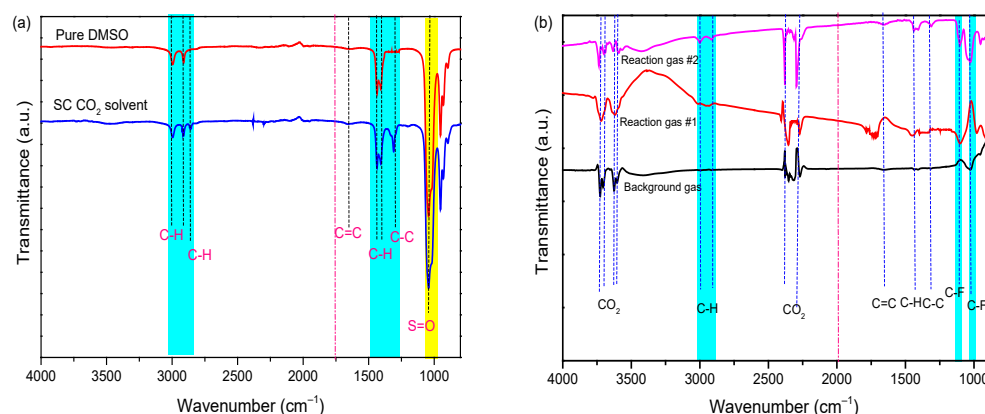 (a)
Pure DMSO
SC CO₂ solvent
C-H
C-H
C=C
C-H
C-C
S=O
Transmittance (a.u.)
4000 3500 3000 2500 2000 1500 1000
Wavenumber (cm⁻¹)
(b)
Reaction gas #2
Reaction gas #1
Background gas
CO₂
C-H
CO₂
C=C
C-H
C-C
C-F
C-F
Transmittance (a.u.)
4000 3500 3000 2500 2000 1500 1000
Wavenumber (cm⁻¹)